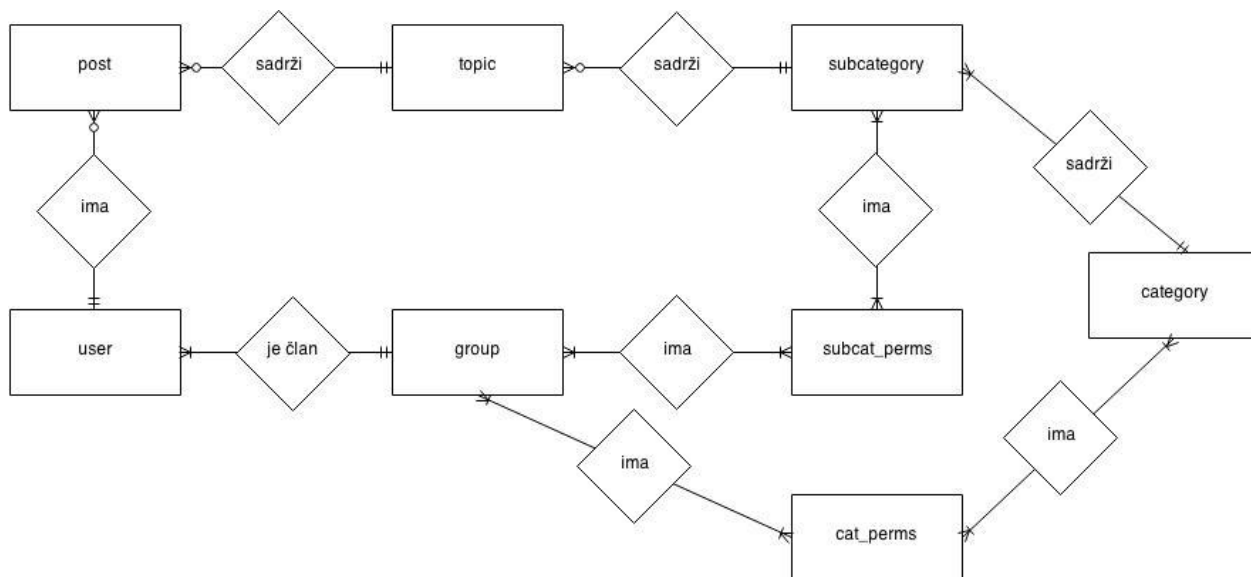 post
sadrži
topic
sadrži
subcategory
sadrži
ima
ima
category
user
je član
group
ima
subcat_perms
ima
ima
cat_perms